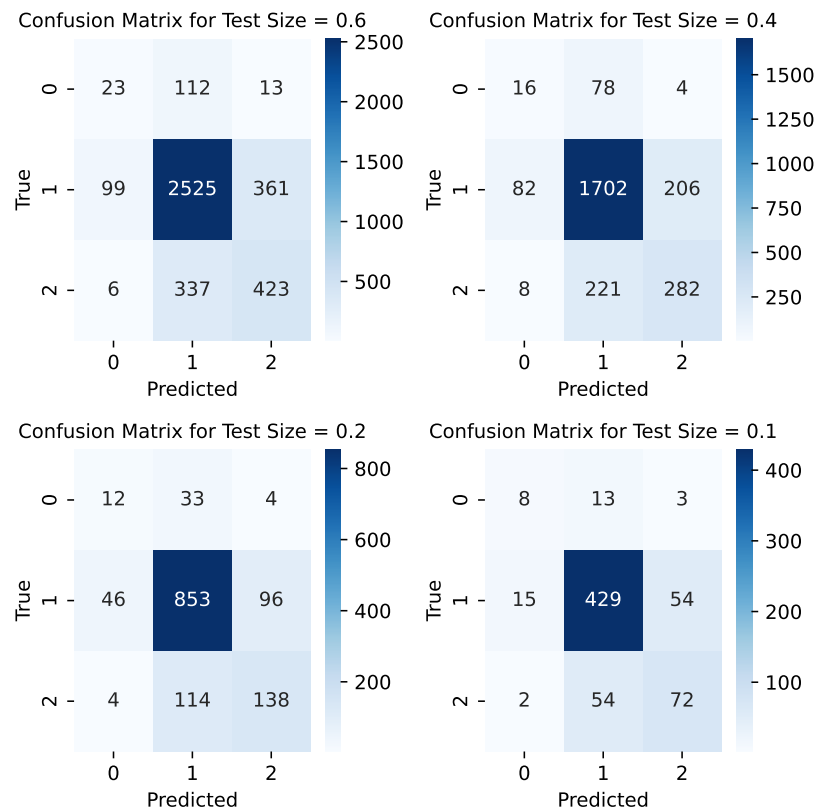 Confusion Matrix for Test Size = 0.6
0 23 112 13
True 1 99 2525 361
2 6 337 423
0 1 2
Predicted
2500
2000
1500
1000
500
Confusion Matrix for Test Size = 0.4
0 16 78 4
True 1 82 1702 206
2 8 221 282
0 1 2
Predicted
1500
1250
1000
750
500
250
Confusion Matrix for Test Size = 0.2
0 12 33 4
True 1 46 853 96
2 4 114 138
0 1 2
Predicted
800
600
400
200
Confusion Matrix for Test Size = 0.1
0 8 13 3
True 1 15 429 54
2 2 54 72
0 1 2
Predicted
400
300
200
100